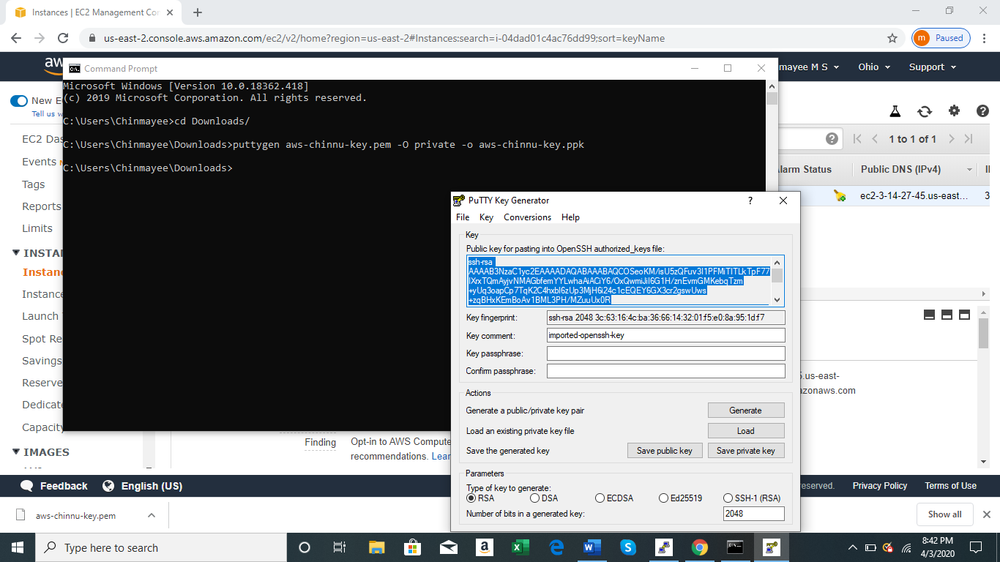 Instances | EC2 Management Con
us-east-2.console.aws.amazon.com/ec2/v2/home?region=us-east-2#Instances:search=i-04dad01c4ac76dd99;sort=keyName
m Paused
aws
mayee M S Ohio Support
Command Prompt
Microsoft Windows [Version 10.0.18362.418]
(c) 2019 Microsoft Corporation. All rights reserved.
C:\Users\Chinmayee>cd Downloads/
C:\Users\Chinmayee\Downloads>puttygen aws-chinnu-key.pem -O private -o aws-chinnu-key.ppk
C:\Users\Chinmayee\Downloads>
New E
Tell us w
EC2 Das
Events
Tags
Reports
Limits
INSTAN
Instanc
Instance
Launch
Spot Re
Savings
Reserve
Dedicate
Capacity
IMAGES
1 to 1 of 1
Alarm Status Public DNS (IPv4)
ec2-3-14-27-45.us-east... 3
5.us-east-
azonaws.com
Finding Opt-in to AWS Compute
recommendations. Lear
PuTTY Key Generator
?
File Key Conversions Help
Key
Public key for pasting into OpenSSH authorized_keys file:
ssh-rsa
Key fingerprint: ssh-rsa 2048 3c:63:16:4c:ba:36:66:14:32:01:f5:e0:8a:95:1d:f7
Key comment: imported-openssh-key
Key passphrase:
Confirm passphrase:
Actions
Generate a public/private key pair Generate
Load an existing private key file Load
Save the generated key Save public key Save private key
Parameters
Type of key to generate:
RSA DSA ECDSA Ed25519 SSH-1 (RSA)
Number of bits in a generated key: 2048
Feedback English (US) reserved. Privacy Policy Terms of Use
aws-chinnu-key.pem Show all
Type here to search
8:42 PM
4/3/2020